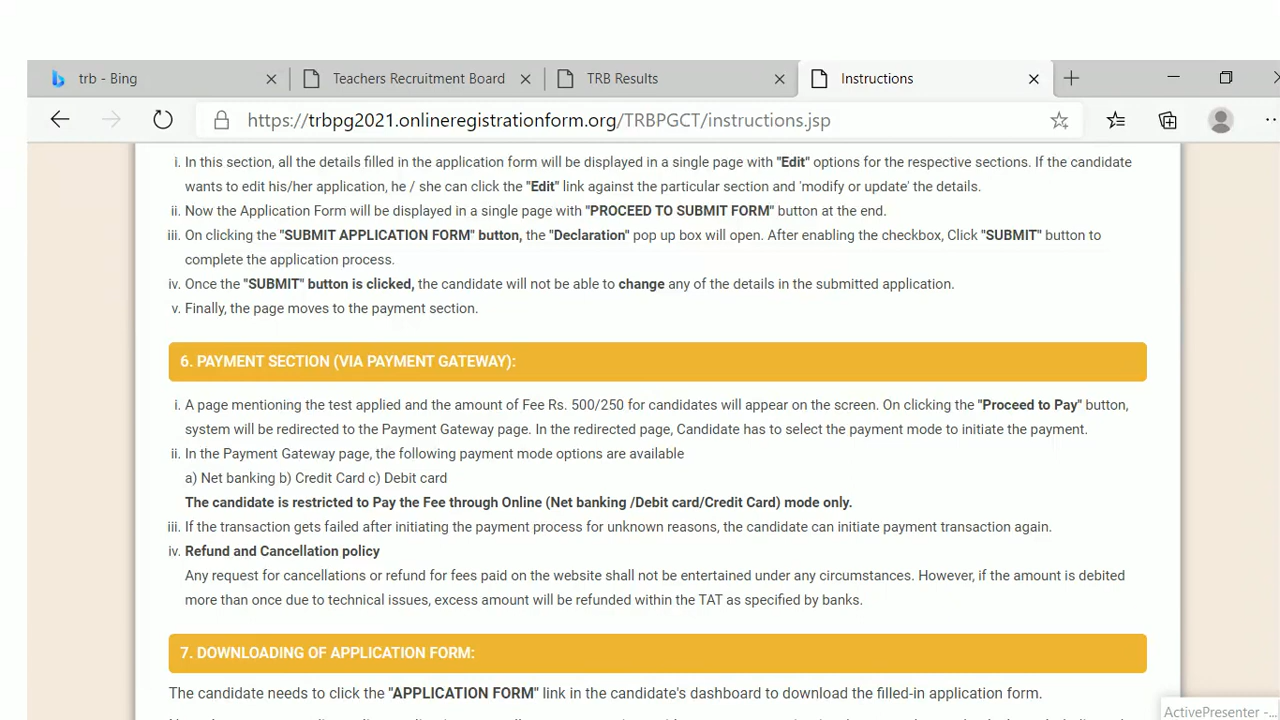 trb - Bing
Teachers Recruitment Board
TRB Results
Instructions
https://trbpg2021.onlineregistrationform.org/TRBPGCT/instructions.jsp
i. In this section, all the details filled in the application form will be displayed in a single page with "Edit" options for the respective sections. If the candidate
wants to edit his/her application, he / she can click the "Edit" link against the particular section and 'modify or update' the details.
ii. Now the Application Form will be displayed in a single page with "PROCEED TO SUBMIT FORM" button at the end.
iii. On clicking the "SUBMIT APPLICATION FORM" button, the "Declaration" pop up box will open. After enabling the checkbox, Click "SUBMIT" button to
complete the application process.
iv. Once the "SUBMIT" button is clicked, the candidate will not be able to change any of the details in the submitted application.
v. Finally, the page moves to the payment section.
6. PAYMENT SECTION (VIA PAYMENT GATEWAY):
i. A page mentioning the test applied and the amount of Fee Rs. 500/250 for candidates will appear on the screen. On clicking the "Proceed to Pay" button,
system will be redirected to the Payment Gateway page. In the redirected page, Candidate has to select the payment mode to initiate the payment.
ii. In the Payment Gateway page, the following payment mode options are available
a) Net banking b) Credit Card c) Debit card
The candidate is restricted to Pay the Fee through Online (Net banking /Debit card/Credit Card) mode only.
iii. If the transaction gets failed after initiating the payment process for unknown reasons, the candidate can initiate payment transaction again.
iv. Refund and Cancellation policy
Any request for cancellations or refund for fees paid on the website shall not be entertained under any circumstances. However, if the amount is debited
more than once due to technical issues, excess amount will be refunded within the TAT as specified by banks.
7. DOWNLOADING OF APPLICATION FORM:
The candidate needs to click the "APPLICATION FORM" link in the candidate's dashboard to download the filled-in application form.
ActivePresenter -...